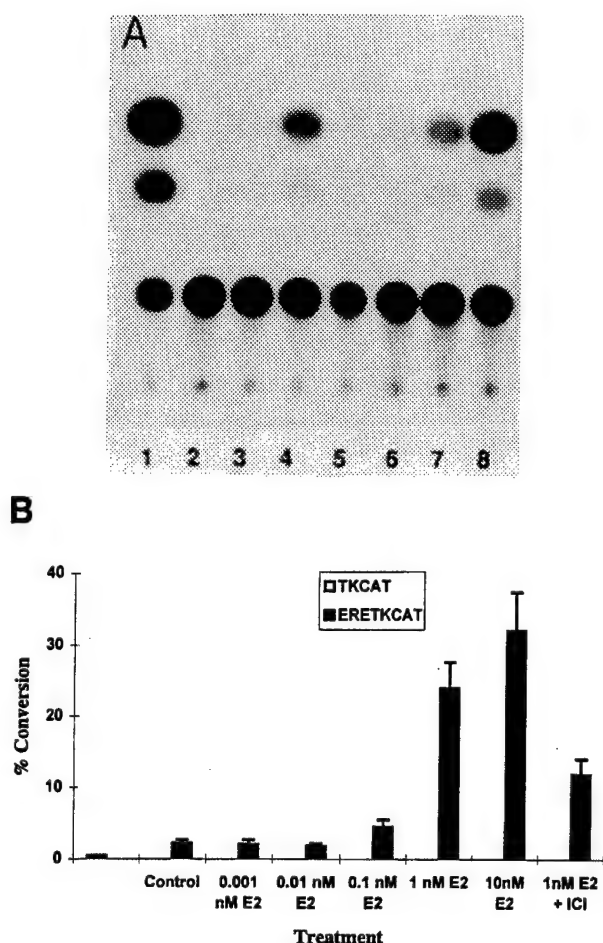 A
1 2 3 4 5 6 7 8
B
40
30
20
10
0
% Conversion
TKCAT
ERETKCAT
Control
0.001 nM E2
0.01 nM E2
0.1 nM E2
1 nM E2
10nM E2
1nM E2 + ICI
Treatment